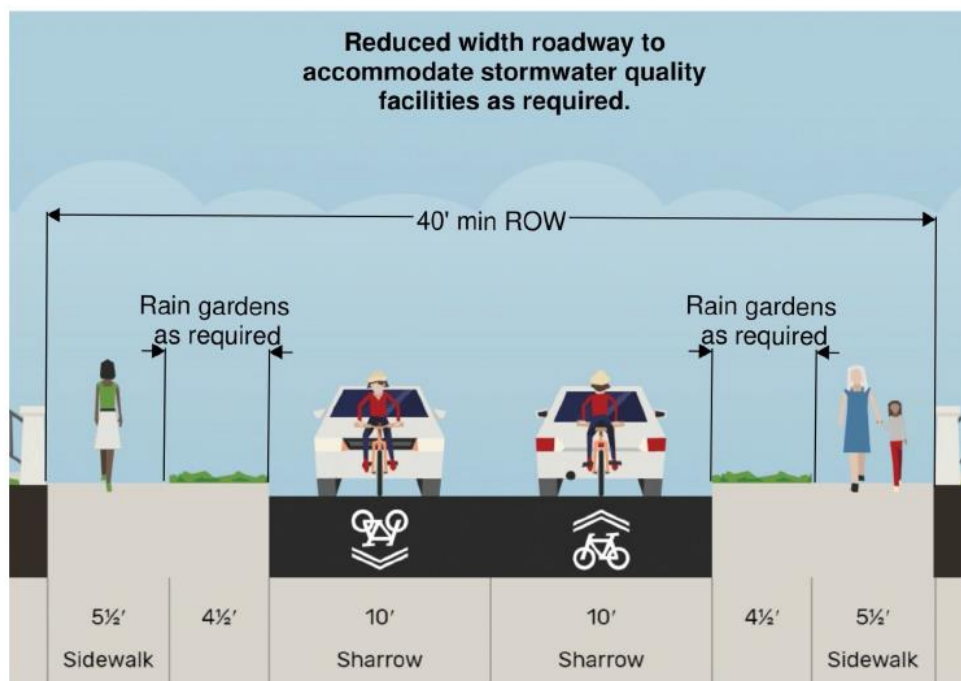 Reduced width roadway to
accommodate stormwater quality
facilities as required.
40' min ROW
Rain gardens
as required
Rain gardens
as required
5½' 4½' 10' 10' 4½' 5½'
Sidewalk Sharrow Sharrow Sidewalk